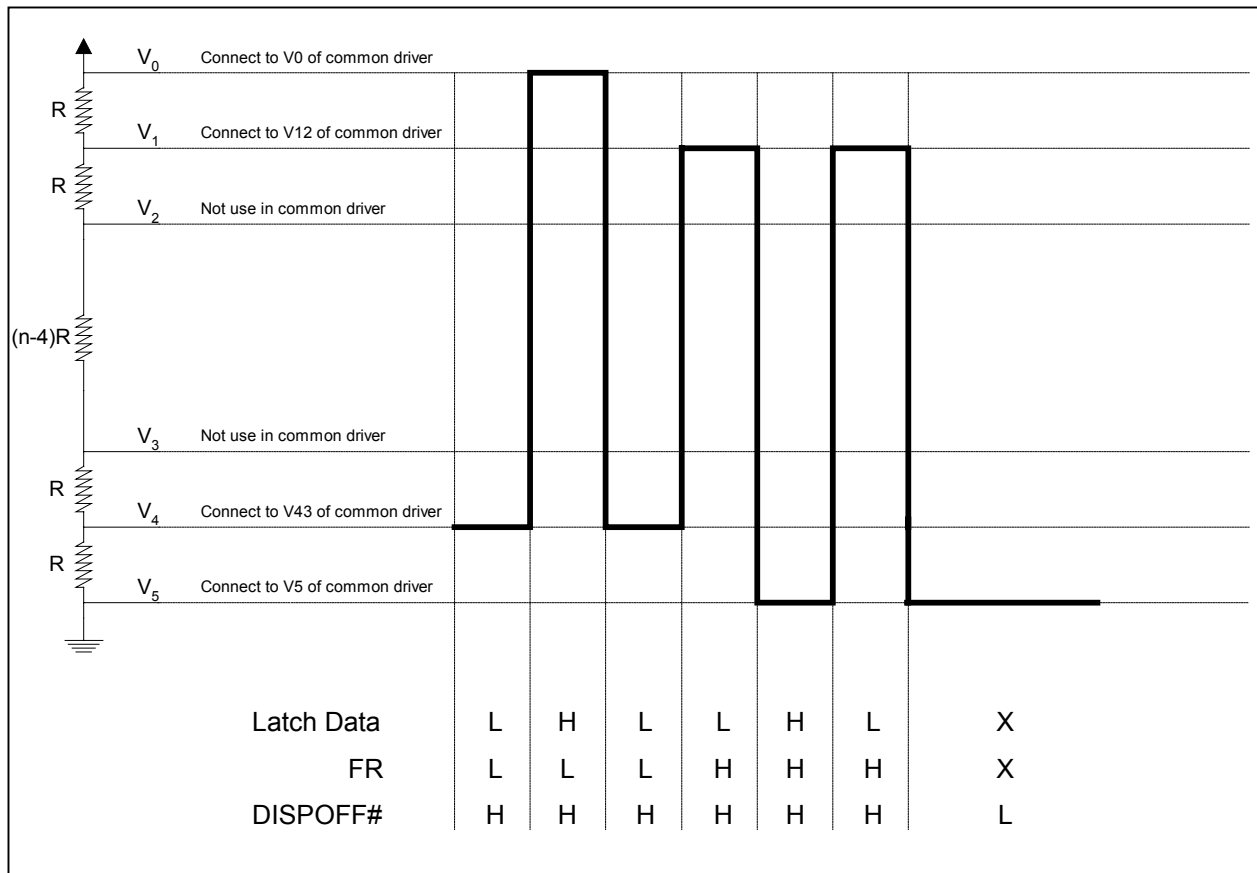 V0 Connect to V0 of common driver
R
V1 Connect to V12 of common driver
R
V2 Not use in common driver
(n-4)R
V3 Not use in common driver
R
V4 Connect to V43 of common driver
R
V5 Connect to V5 of common driver
Latch Data L H L L H L X
FR L L L H H H X
DISPOFF# H H H H H H L